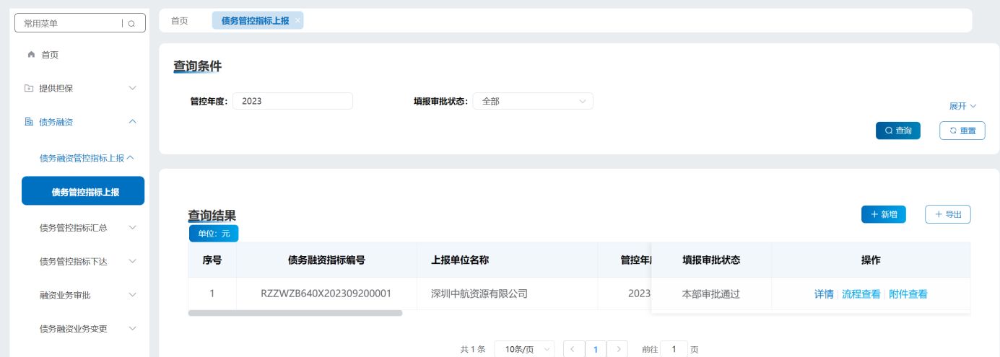 常用菜单
首页
提供担保
债务融资
债务融资管控指标上报
债务管控指标上报
债务管控指标汇总
债务管控指标下达
融资业务审批
债务融资业务变更
首页 债务管控指标上报 ×
查询条件
管控年度： 2023 填报审批状态： 全部
展开
查询 重置
查询结果
+ 新增 + 导出
单位：元
序号 债务融资指标编号 上报单位名称 管控年 填报审批状态 操作
1 RZZWZB640X202309200001 深圳中航资源有限公司 2023 本部审批通过 详情 流程查看 附件查看
共 1 条 10条/页 < 1 > 前往 1 页